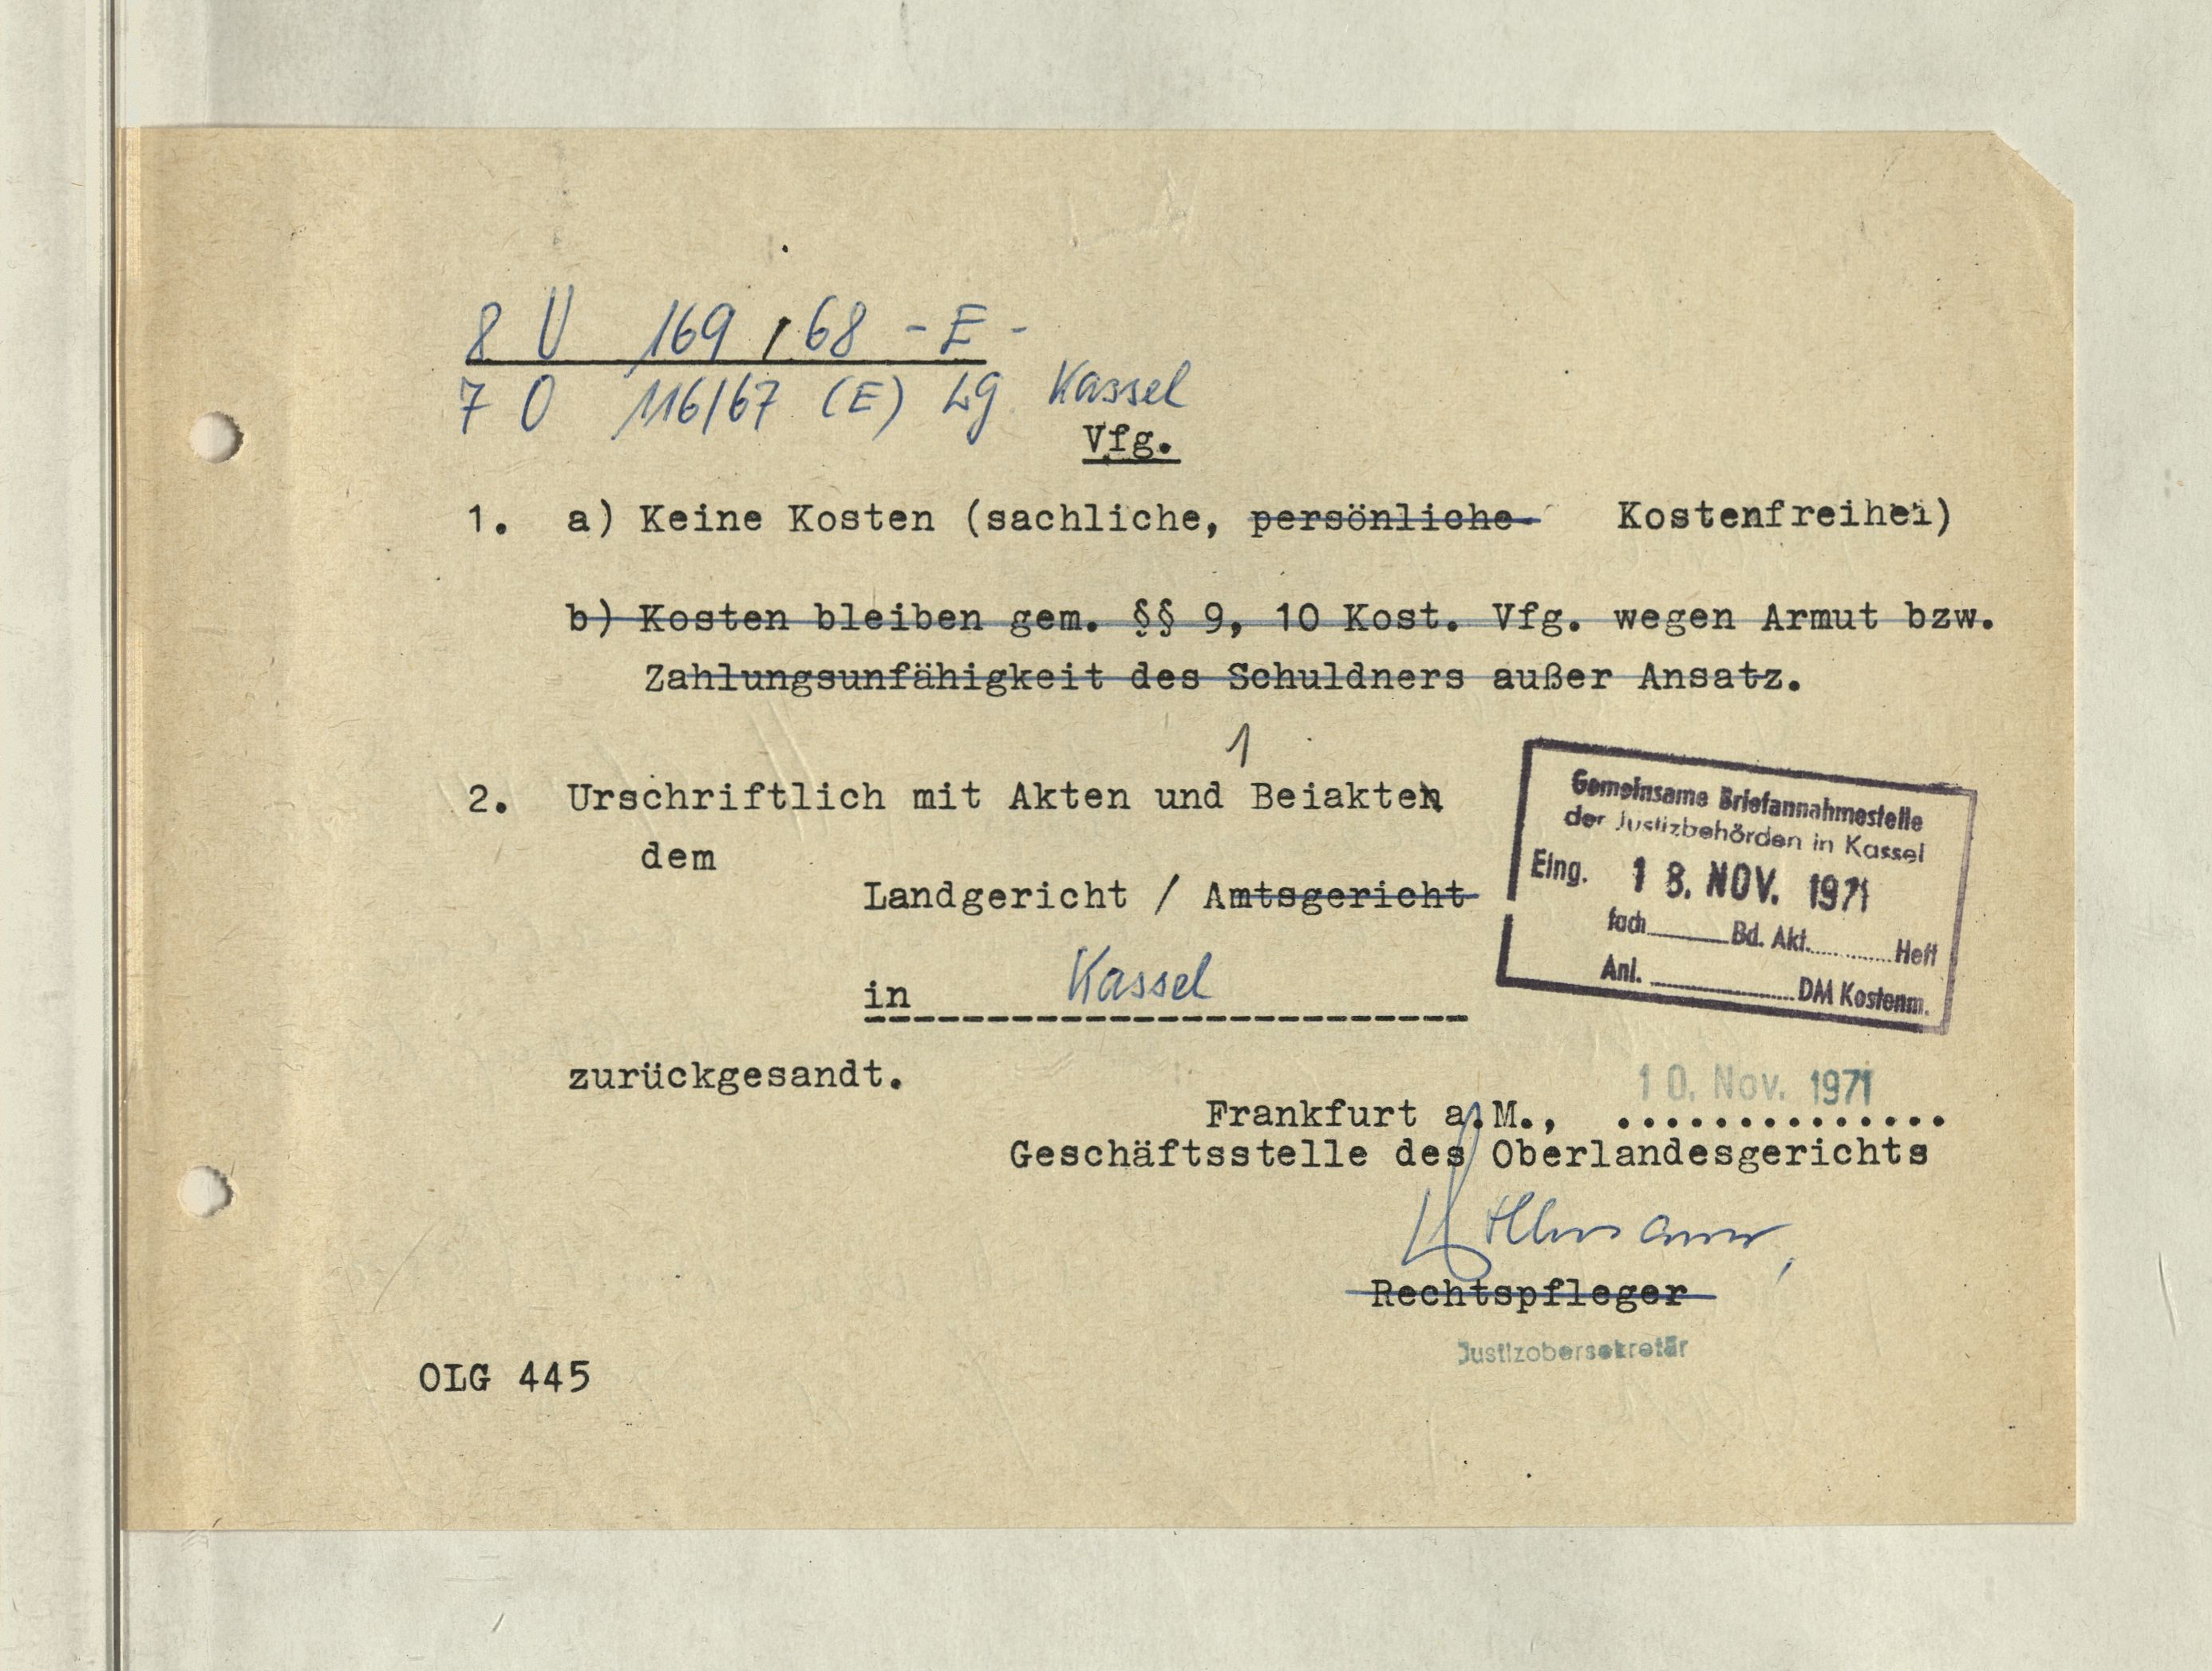 8 U 169 / 68 - E -
7 O 116/67 (E) LG Kassel
Vfg.
1. a) Keine Kosten (sachliche, persönliche Kostenfreihei)
b) Kosten bleiben gem. §§ 9, 10 Kost. Vfg. wegen Armut bzw.
Zahlungsunfähigkeit des Schuldners außer Ansatz.
1
2. Urschriftlich mit Akten und Beiakten
dem
Landgericht / Amtsgericht
in Kassel
zurückgesandt.
Gemeinsame Briefannahmestelle
der Justizbehörden in Kassel
Eing. 18. NOV. 1971
fach Bd. Akt. Heft
Anl. DM Kostenm.
10. Nov. 1971
Frankfurt a.M., ..............
Geschäftsstelle des Oberlandesgerichts
Rechtspfleger
Justizobersekretär
OLG 445